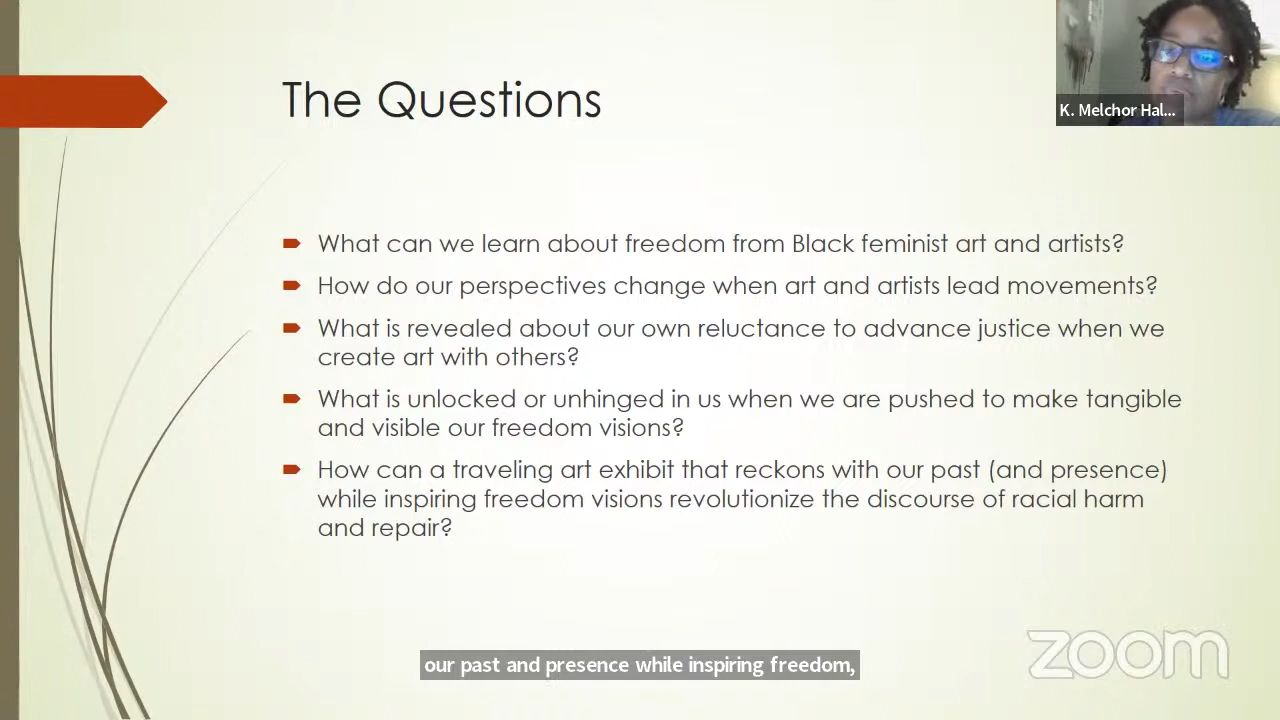 The Questions
K. Melchor Hal...
What can we learn about freedom from Black feminist art and artists?
How do our perspectives change when art and artists lead movements?
What is revealed about our own reluctance to advance justice when we
create art with others?
What is unlocked or unhinged in us when we are pushed to make tangible
and visible our freedom visions?
How can a traveling art exhibit that reckons with our past (and presence)
while inspiring freedom visions revolutionize the discourse of racial harm
and repair?
our past and presence while inspiring freedom,
zoom